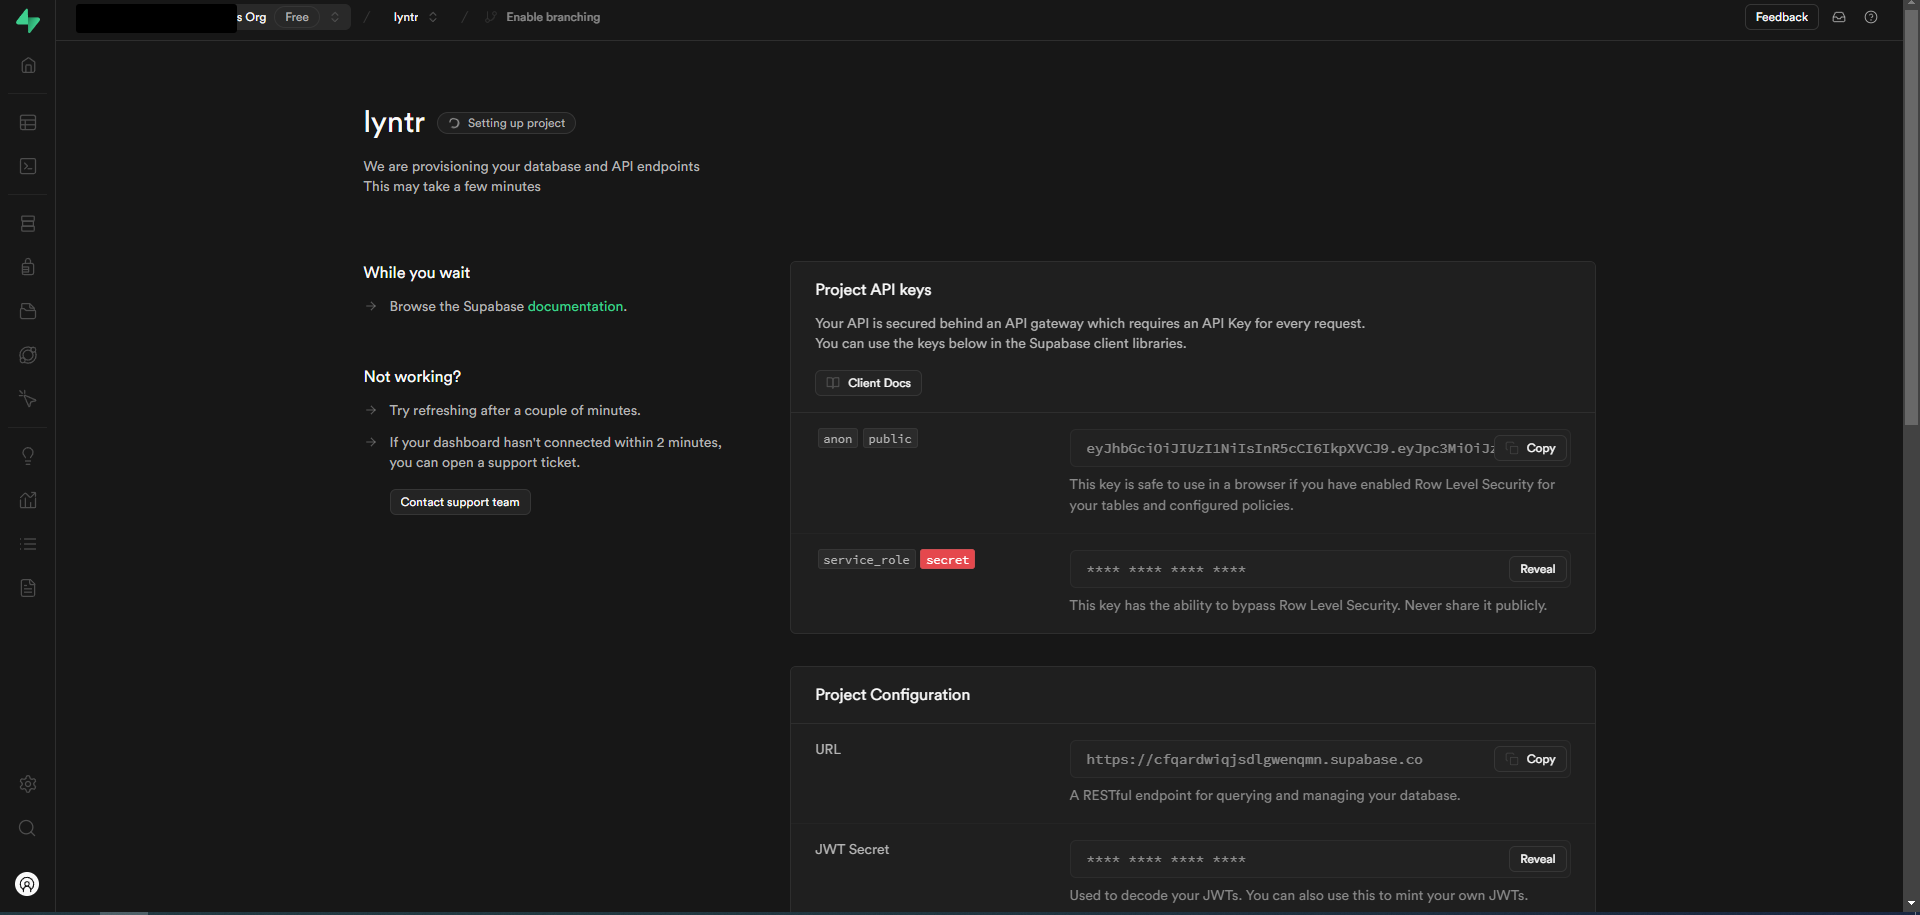 s Org Free / lyntr / Enable branching Feedback
lyntr Setting up project
We are provisioning your database and API endpoints
This may take a few minutes
While you wait
Browse the Supabase documentation.
Not working?
Try refreshing after a couple of minutes.
If your dashboard hasn't connected within 2 minutes,
you can open a support ticket.
Contact support team
Project API keys
Your API is secured behind an API gateway which requires an API Key for every request.
You can use the keys below in the Supabase client libraries.
Client Docs
anon public eyJhbGciOiJIUzI1NiIsInR5cCI6IkpXVCJ9.eyJpc3MiOiJz Copy
This key is safe to use in a browser if you have enabled Row Level Security for
your tables and configured policies.
service_role secret **** **** **** **** Reveal
This key has the ability to bypass Row Level Security. Never share it publicly.
Project Configuration
URL https://cfqardwiqjsdlgwenqmn.supabase.co Copy
A RESTful endpoint for querying and managing your database.
JWT Secret **** **** **** **** Reveal
Used to decode your JWTs. You can also use this to mint your own JWTs.